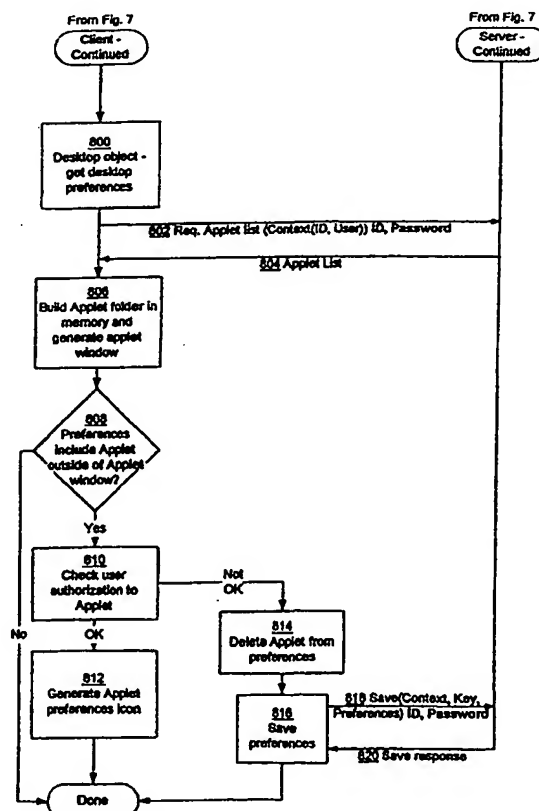 From Fig. 7
Client -
Continued
From Fig. 7
Server -
Continued
800
Desktop object -
get desktop
preferences
802 Req. Applet list (Context(ID, User)) ID, Password
804 Applet List
806
Build Applet folder in
memory and
generate applet
window
808
Preferences
include Applet
outside of Applet
window?
Yes
No
810
Check user
authorization to
Applet
Not
OK
OK
812
Generate Applet
preferences icon
814
Delete Applet from
preferences
816
Save
preferences
818 Save(Context, Key,
Preferences) ID, Password
820 Save response
Done